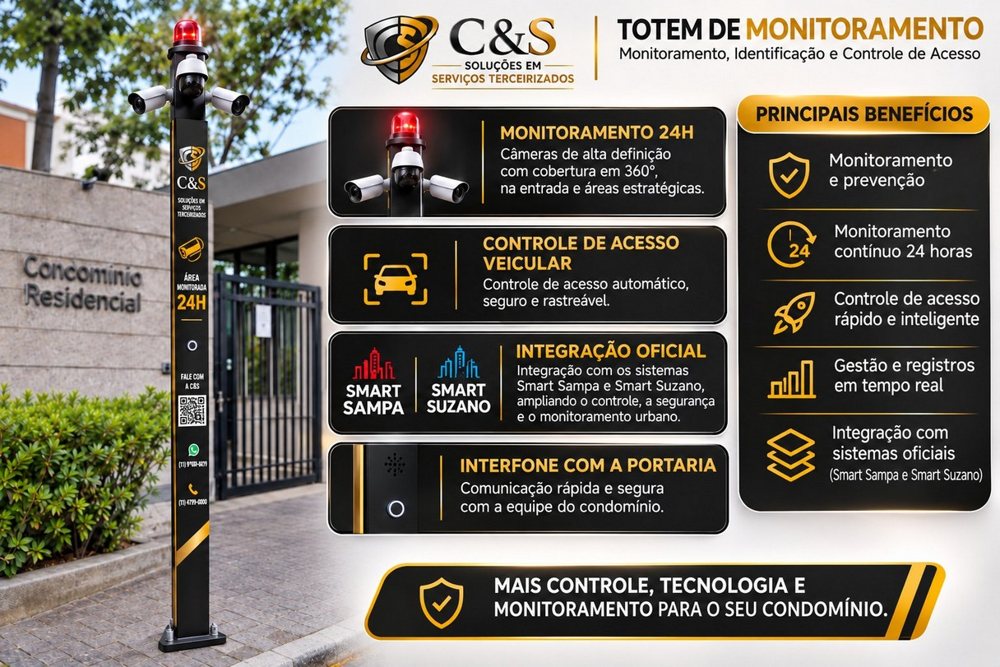 C&S
SOLUÇÕES EM
SERVIÇOS TERCEIRIZADOS
TOTEM DE MONITORAMENTO
Monitoramento, Identificação e Controle de Acesso
Concomínio
Residencial
C&S
SOLUÇÕES EM
SERVIÇOS
TERCEIRIZADOS
ÁREA
MONITORADA
24H
FALE COM
A C&S
MONITORAMENTO 24H
Câmeras de alta definição
com cobertura em 360°,
na entrada e áreas estratégicas.
CONTROLE DE ACESSO
VEICULAR
Controle de acesso automático,
seguro e rastreável.
SMART
SAMPA
SMART
SUZANO
INTEGRAÇÃO OFICIAL
Integração com os sistemas
Smart Sampa e Smart Suzano,
ampliando o controle, a segurança
e o monitoramento urbano.
INTERFONE COM A PORTARIA
Comunicação rápida e segura
com a equipe do condomínio.
PRINCIPAIS BENEFÍCIOS
Monitoramento
e prevenção
24
Monitoramento
contínuo 24 horas
Controle de acesso
rápido e inteligente
Gestão e registros
em tempo real
Integração com
sistemas oficiais
(Smart Sampa e Smart Suzano)
MAIS CONTROLE, TECNOLOGIA E
MONITORAMENTO PARA O SEU CONDOMÍNIO.